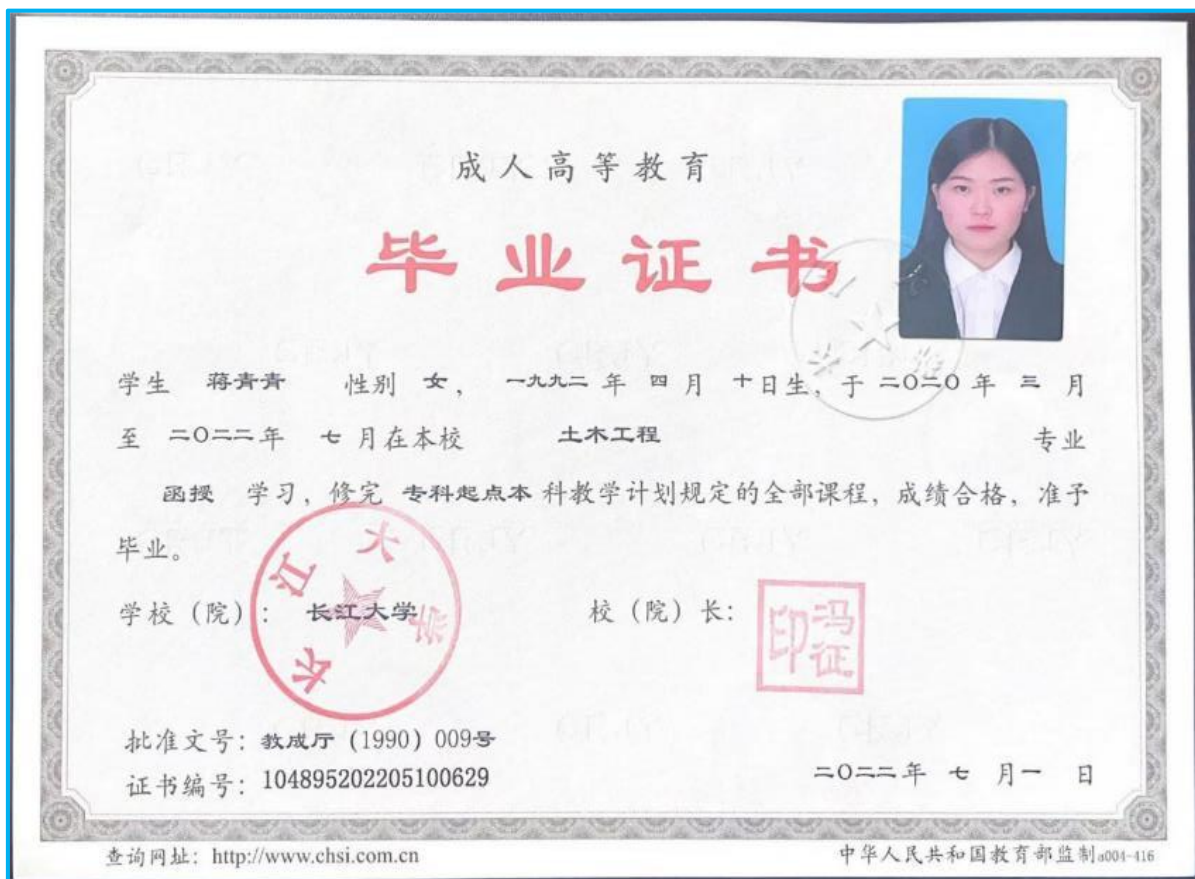 成人高等教育
毕业证书
学生 蒋青青 性别 女, 一九九二 年 四 月 十日生, 于 二〇二〇 年 三 月
至 二〇二二 年 七 月在本校 土木工程 专业
函授 学习, 修完 专科起点本 科教学计划规定的全部课程, 成绩合格, 准予
毕业。
学校（院）: 长江大学 校（院）长:
长江大学
冯征印
批准文号: 教成厅 (1990) 009号
证书编号: 104895202205100629
二〇二二 年 七 月 一 日
查询网址: http://www.chsi.com.cn
中华人民共和国教育部监制a004-416